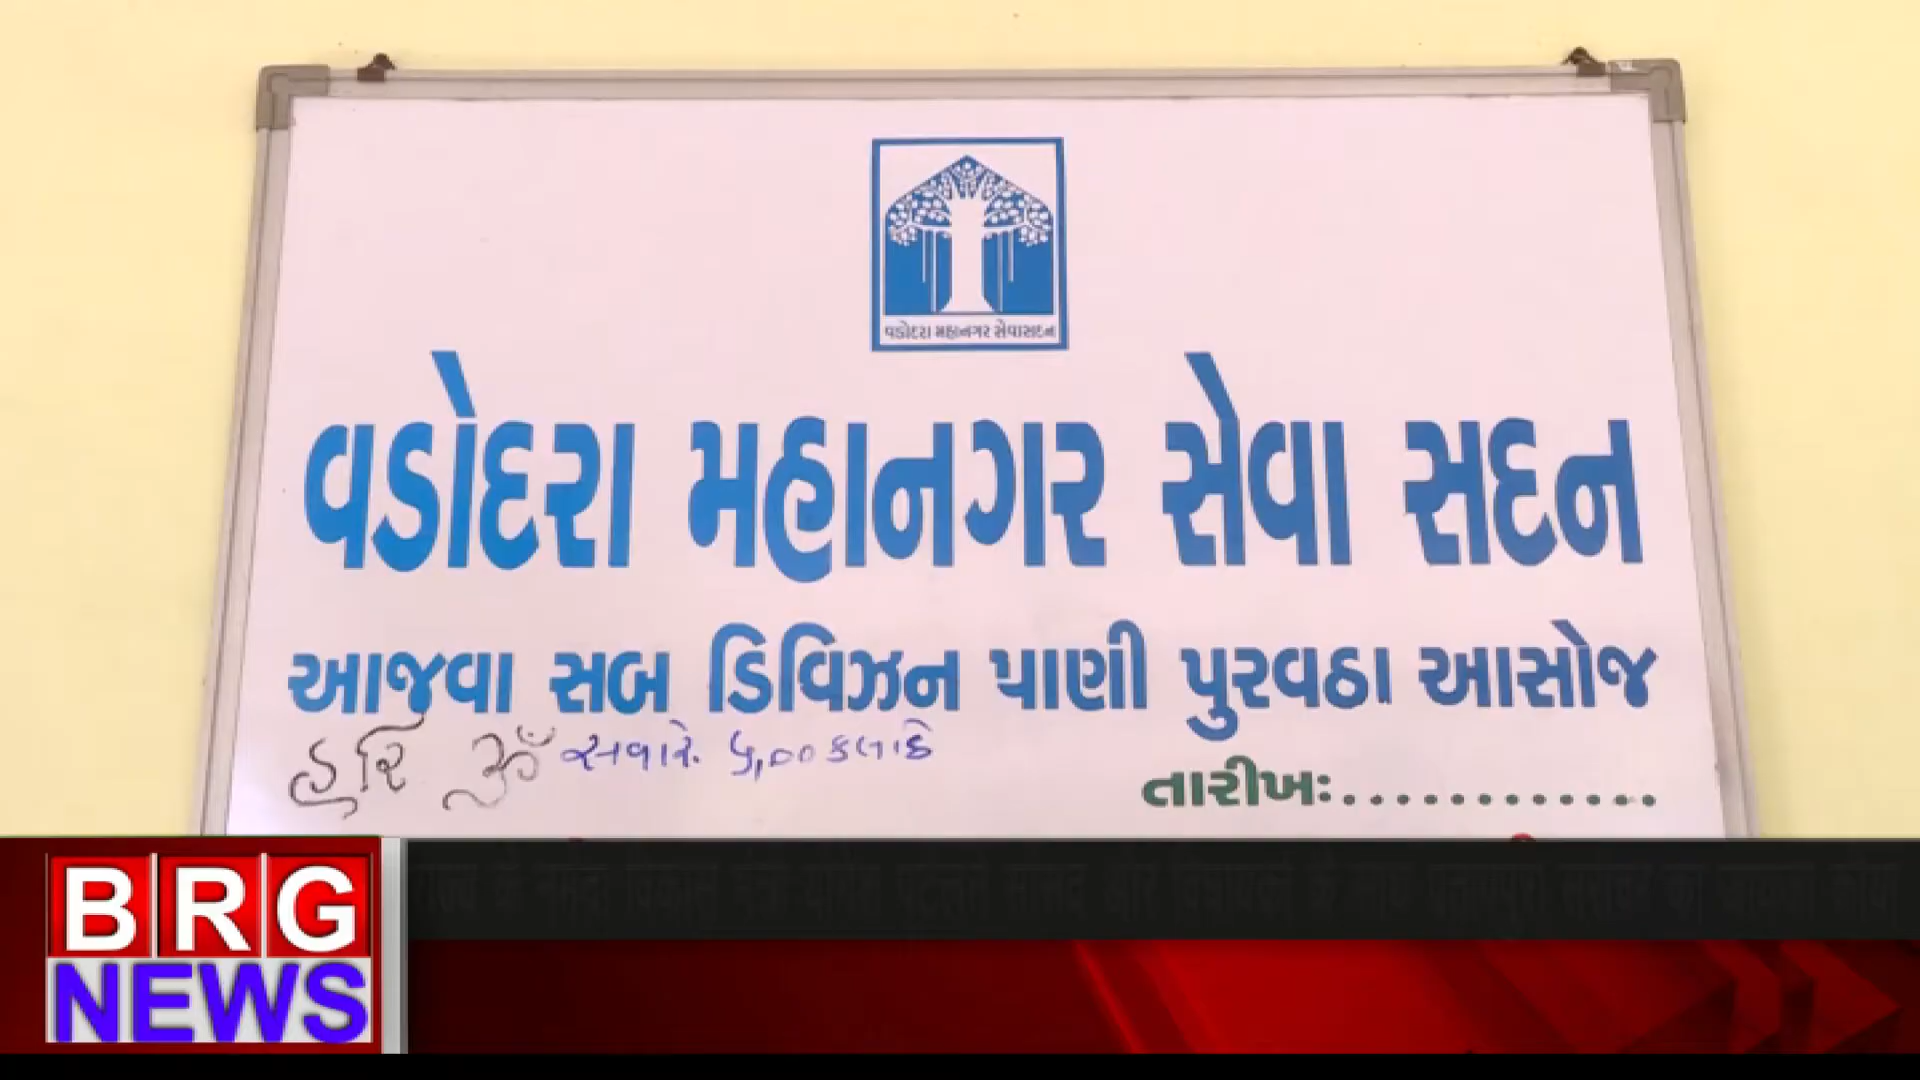 વડોદરા મહાનગર સેવાસદન
વડોદરા મહાનગર સેવા સદન
આજવા સબ ડિવિઝન પાણી પુરવઠા આસોજ
હરિ ૐ સવારે ૫,૦૦ કલાકે
તારીખઃ............
BRG
NEWS